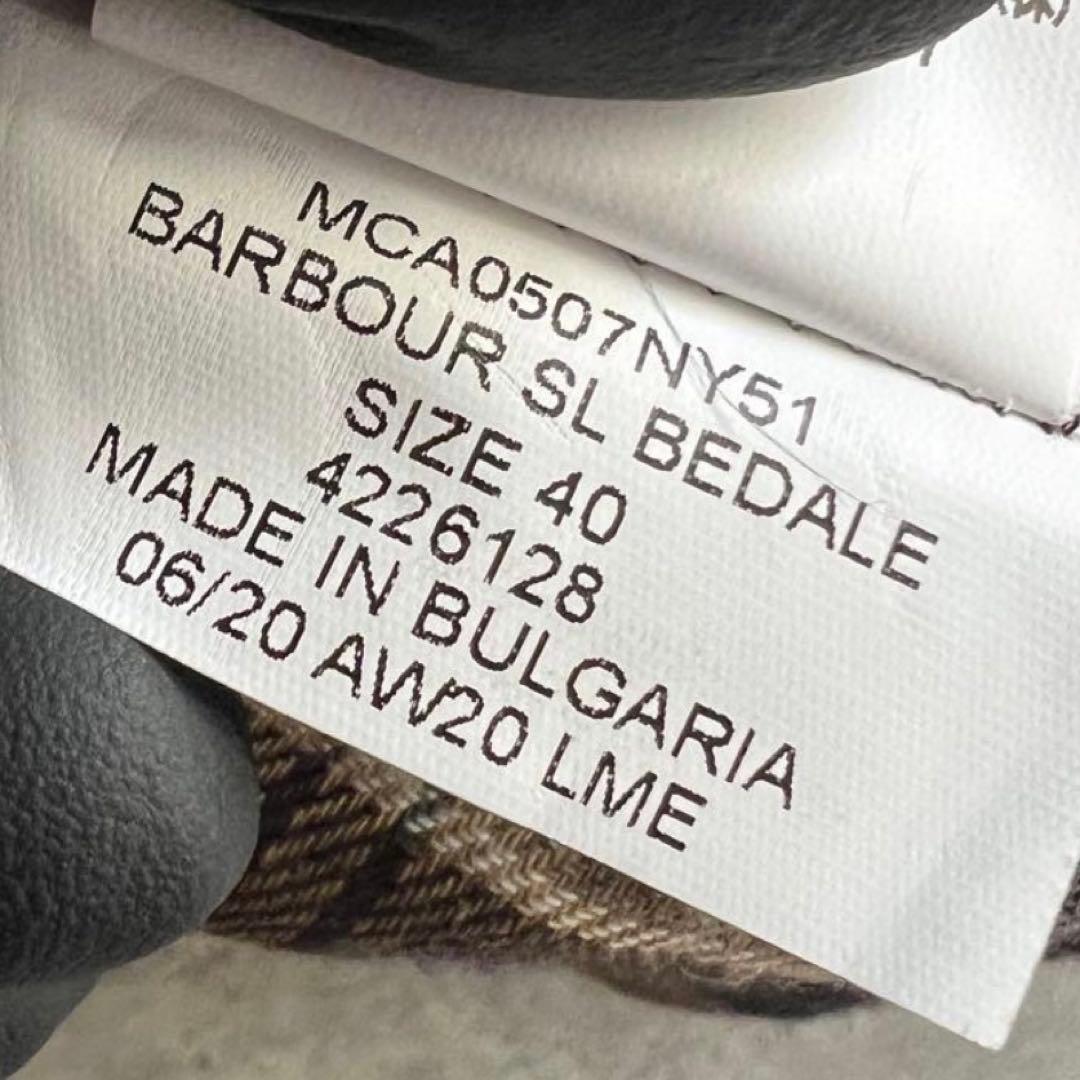 MCA0507NY51
BARBOUR SL BEDALE
SIZE 40
4226128
MADE IN BULGARIA
06/20 AW20 LME